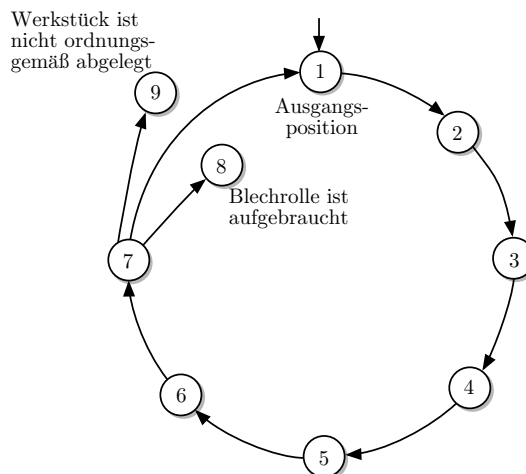 Werkstück ist
nicht ordnungs-
gemäß abgelegt
9
1
Ausgangs-
position
2
8
Blechrolle ist
aufgebraucht
7
3
6
4
5